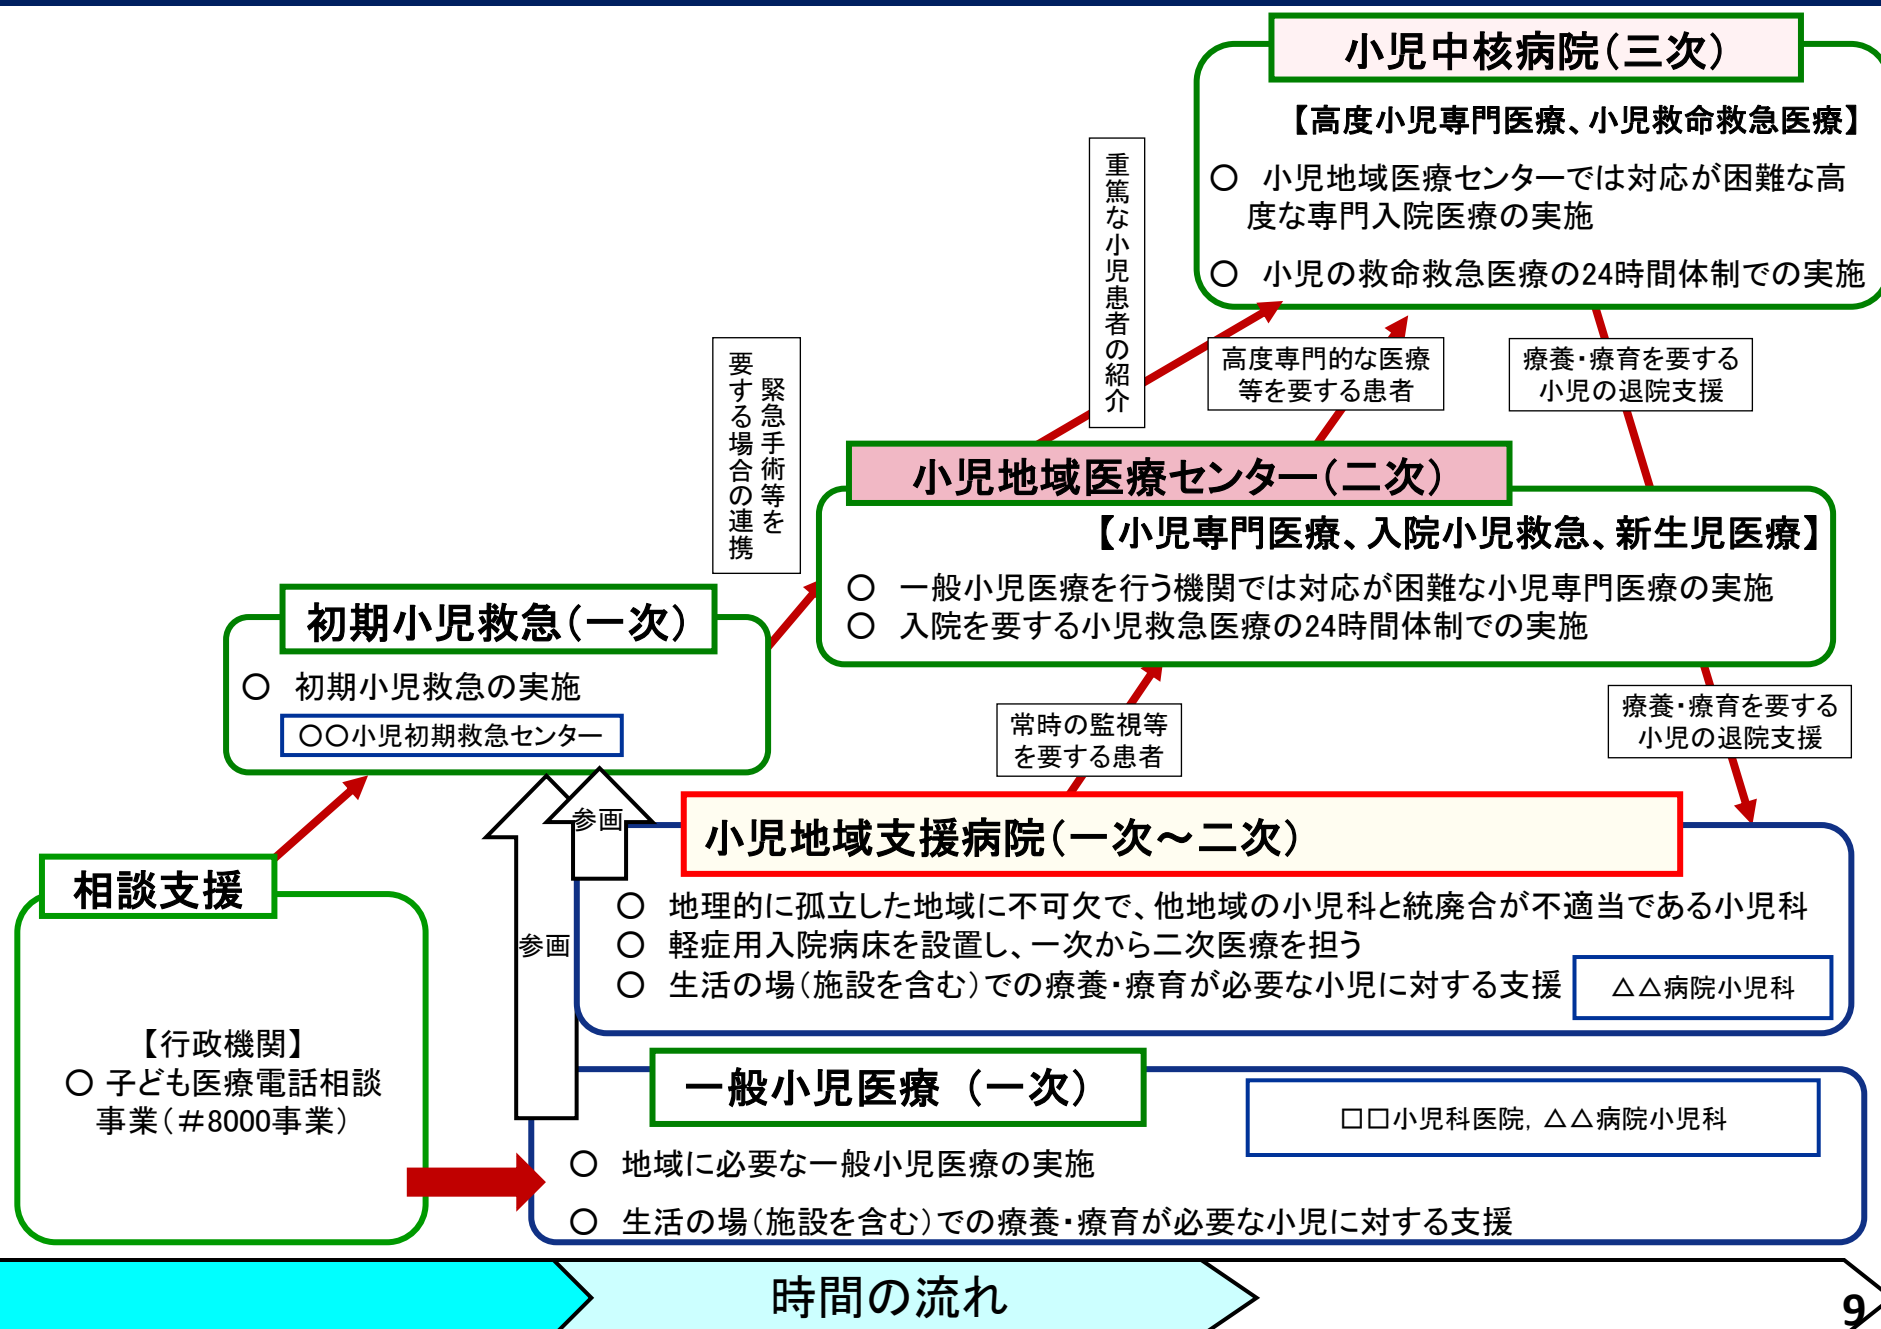 小児中核病院(三次)
【高度小児専門医療、小児救命救急医療】
○ 小児地域医療センターでは対応が困難な高
度な専門入院医療の実施
○ 小児の救命救急医療の24時間体制での実施
重篤な小児患者の紹介
高度専門的な医療
等を要する患者
療養・療育を要する
小児の退院支援
緊急手術等を
要する場合の連携
小児地域医療センター(二次)
【小児専門医療、入院小児救急、新生児医療】
○ 一般小児医療を行う機関では対応が困難な小児専門医療の実施
○ 入院を要する小児救急医療の24時間体制での実施
初期小児救急(一次)
○ 初期小児救急の実施
○○小児初期救急センター
常時の監視等
を要する患者
療養・療育を要する
小児の退院支援
参画
小児地域支援病院(一次~二次)
○ 地理的に孤立した地域に不可欠で、他地域の小児科と統廃合が不適当である小児科
○ 軽症用入院病床を設置し、一次から二次医療を担う
○ 生活の場(施設を含む)での療養・療育が必要な小児に対する支援
△△病院小児科
参画
相談支援
【行政機関】
○ 子ども医療電話相談
事業(#8000事業)
一般小児医療 (一次)
□□小児科医院, △△病院小児科
○ 地域に必要な一般小児医療の実施
○ 生活の場(施設を含む)での療養・療育が必要な小児に対する支援
時間の流れ
9